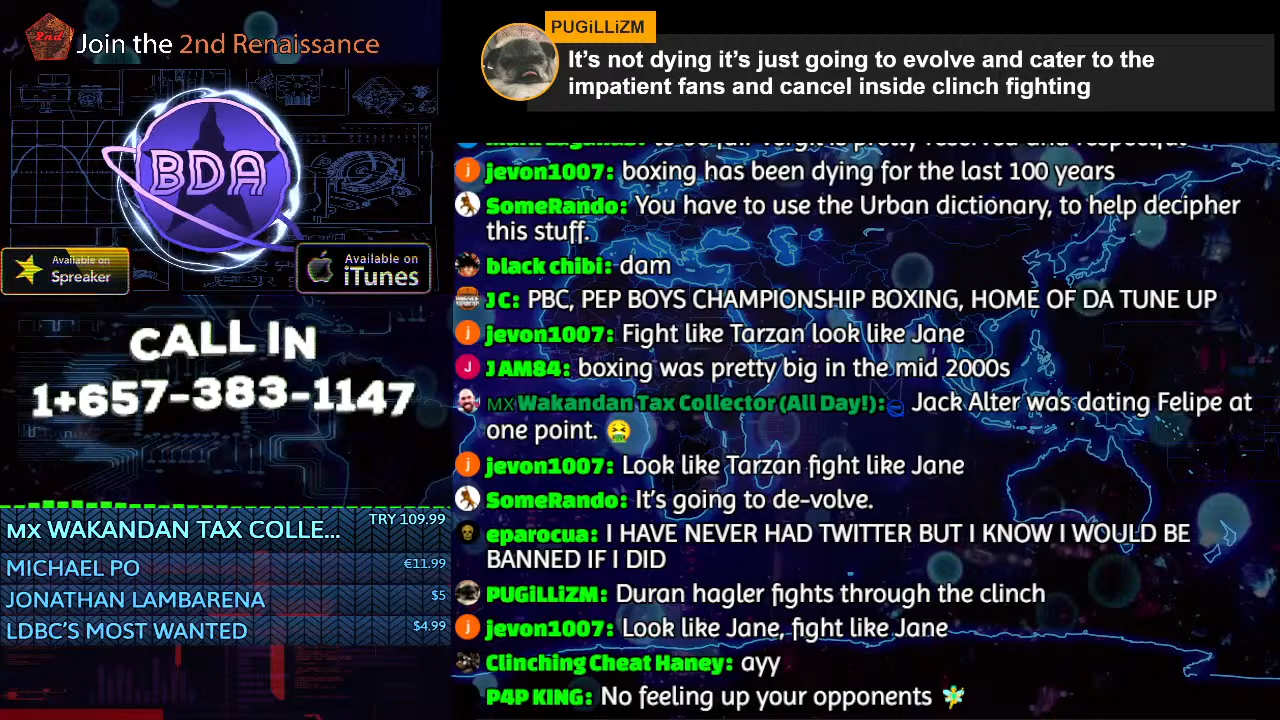 2nd
Join the 2nd Renaissance
BDA
Available on
Spreaker
Available on
iTunes
CALL IN
1+657-383-1147
MX WAKANDAN TAX COLLE... TRY 109.99
MICHAEL PO €11.99
JONATHAN LAMBARENA $5
LDBC'S MOST WANTED $4.99
PUGiLLiZM
It's not dying it's just going to evolve and cater to the
impatient fans and cancel inside clinch fighting
jevon1007: boxing has been dying for the last 100 years
SomeRando: You have to use the Urban dictionary, to help decipher
this stuff.
black chibi: dam
JC: PBC, PEP BOYS CHAMPIONSHIP BOXING, HOME OF DA TUNE UP
jevon1007: Fight like Tarzan look like Jane
J JAM84: boxing was pretty big in the mid 2000s
MX Wakandan Tax Collector (All Day!): Jack Alter was dating Felipe at
one point. 🤮
jevon1007: Look like Tarzan fight like Jane
SomeRando: It's going to de-volve.
eparocua: I HAVE NEVER HAD TWITTER BUT I KNOW I WOULD BE
BANNED IF I DID
PUGiLLiZM: Duran hagler fights through the clinch
jevon1007: Look like Jane, fight like Jane
Clinching Cheat Haney: ayy
P4P KING: No feeling up your opponents 🧚